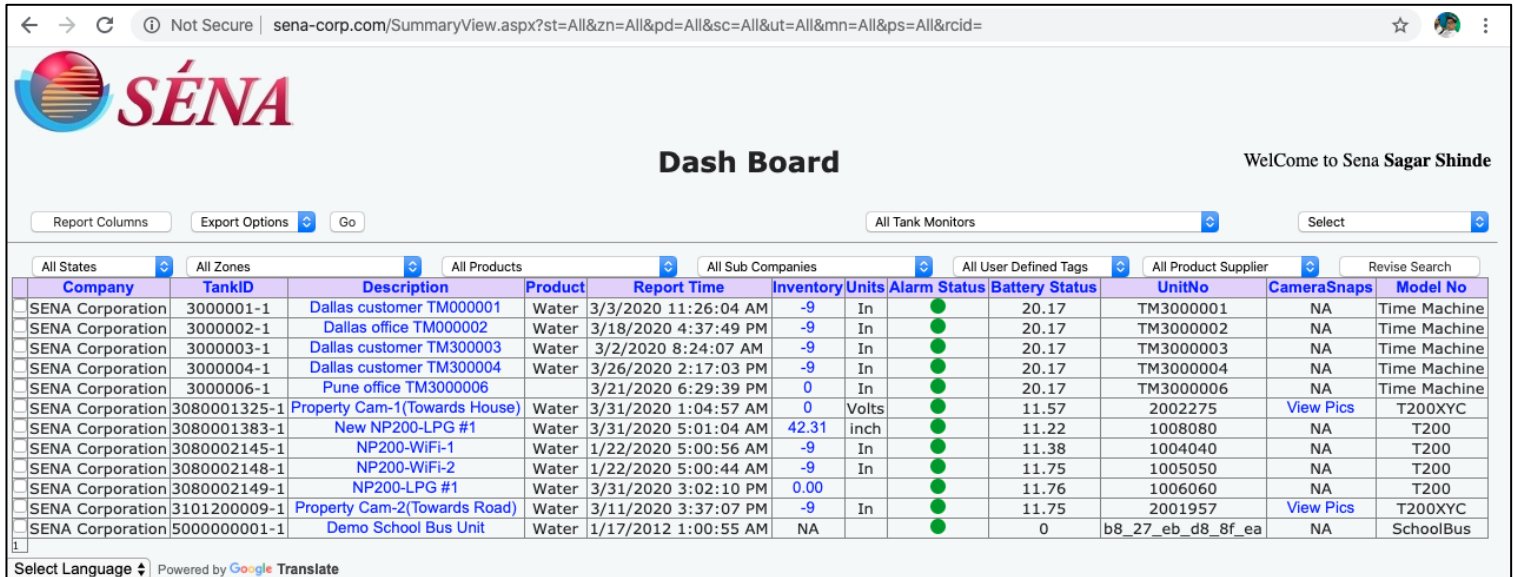 Not Secure | sena-corp.com/SummaryView.aspx?st=All&zn=All&pd=All&sc=All&ut=All&mn=All&ps=All&rcid=
SÉNA
Dash Board
WelCome to Sena Sagar Shinde
Report Columns Export Options Go All Tank Monitors Select
All States All Zones All Products All Sub Companies All User Defined Tags All Product Supplier Revise Search
Company TankID Description Product Report Time Inventory Units Alarm Status Battery Status UnitNo CameraSnaps Model No
SENA Corporation 3000001-1 Dallas customer TM000001 Water 3/3/2020 11:26:04 AM -9 In 20.17 TM3000001 NA Time Machine
SENA Corporation 3000002-1 Dallas office TM000002 Water 3/18/2020 4:37:49 PM -9 In 20.17 TM3000002 NA Time Machine
SENA Corporation 3000003-1 Dallas customer TM300003 Water 3/2/2020 8:24:07 AM -9 In 20.17 TM3000003 NA Time Machine
SENA Corporation 3000004-1 Dallas customer TM300004 Water 3/26/2020 2:17:03 PM -9 In 20.17 TM3000004 NA Time Machine
SENA Corporation 3000006-1 Pune office TM3000006 3/21/2020 6:29:39 PM 0 In 20.17 TM3000006 NA Time Machine
SENA Corporation 3080001325-1 Property Cam-1(Towards House) Water 3/31/2020 1:04:57 AM 0 Volts 11.57 2002275 View Pics T200XYC
SENA Corporation 3080001383-1 New NP200-LPG #1 Water 3/31/2020 5:01:04 AM 42.31 inch 11.22 1008080 NA T200
SENA Corporation 3080002145-1 NP200-WiFi-1 Water 1/22/2020 5:00:56 AM -9 In 11.38 1004040 NA T200
SENA Corporation 3080002148-1 NP200-WiFi-2 Water 1/22/2020 5:00:44 AM -9 In 11.75 1005050 NA T200
SENA Corporation 3080002149-1 NP200-LPG #1 Water 3/31/2020 3:02:10 PM 0.00 11.76 1006060 NA T200
SENA Corporation 3101200009-1 Property Cam-2(Towards Road) Water 3/11/2020 3:37:07 PM -9 In 11.75 2001957 View Pics T200XYC
SENA Corporation 5000000001-1 Demo School Bus Unit Water 1/17/2012 1:00:55 AM NA 0 b8_27_eb_d8_8f_ea NA SchoolBus
1
Select Language Powered by Google Translate